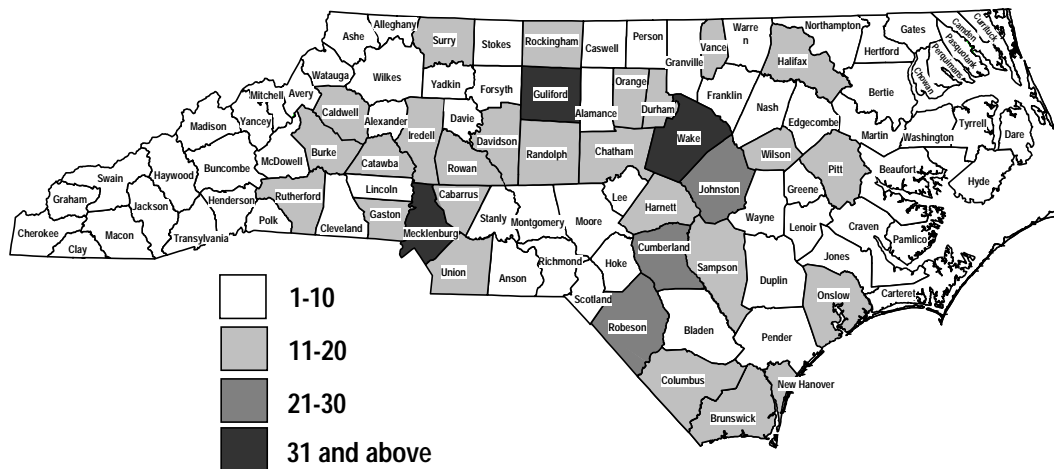 Alleghany
Ashe
Surry
Stokes
Rockingham
Caswell
Person
Granville
Vance
Warre
n
Northampton
Gates
Hertford
Camden
Currituck
Pasquotank
Perquimans
Chowan
Halifax
Bertie
Watauga
Wilkes
Yadkin
Forsyth
Guliford
Alamance
Orange
Durham
Franklin
Nash
Edgecombe
Martin
Washington
Tyrrell
Dare
Mitchell
Avery
Caldwell
Alexander
Iredell
Davie
Davidson
Randolph
Chatham
Wake
Wilson
Pitt
Beaufort
Hyde
Madison
Yancey
McDowell
Burke
Catawba
Rowan
Johnston
Greene
Swain
Haywood
Buncombe
Rutherford
Lincoln
Cabarrus
Lee
Harnett
Wayne
Lenoir
Craven
Pamlico
Graham
Jackson
Henderson
Polk
Cleveland
Gaston
Mecklenburg
Stanly
Montgomery
Moore
Cherokee
Clay
Macon
Transylvania
Union
Anson
Richmond
Hoke
Cumberland
Sampson
Duplin
Jones
Onslow
Carteret
Scotland
Robeson
Bladen
Pender
Columbus
Brunswick
New Hanover
1-10
11-20
21-30
31 and above